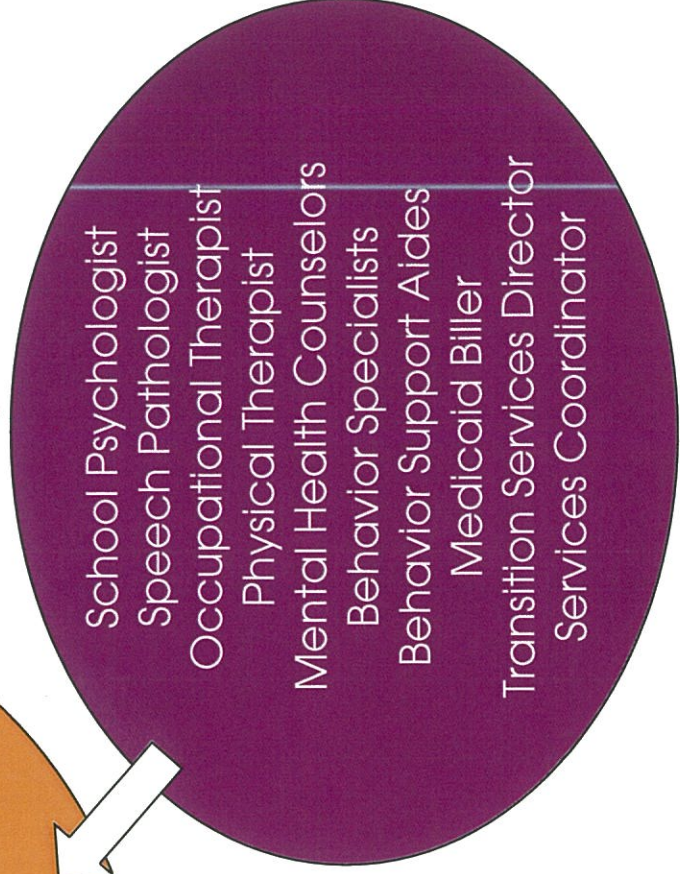 School Psychologist
Speech Pathologist
Occupational Therapist
Physical Therapist
Mental Health Counselors
Behavior Specialists
Behavior Support Aides
Medicaid Biller
Transition Services Director
Services Coordinator